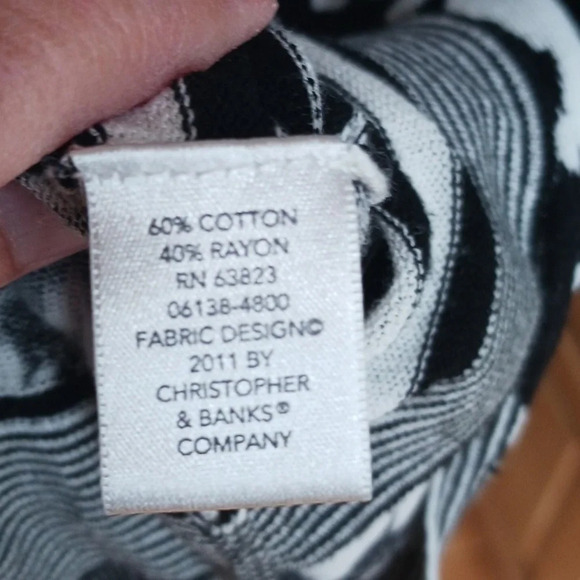 60% COTTON
40% RAYON
RN 63823
06138-4800
FABRIC DESIGN©
2011 BY
CHRISTOPHER
& BANKS®
COMPANY